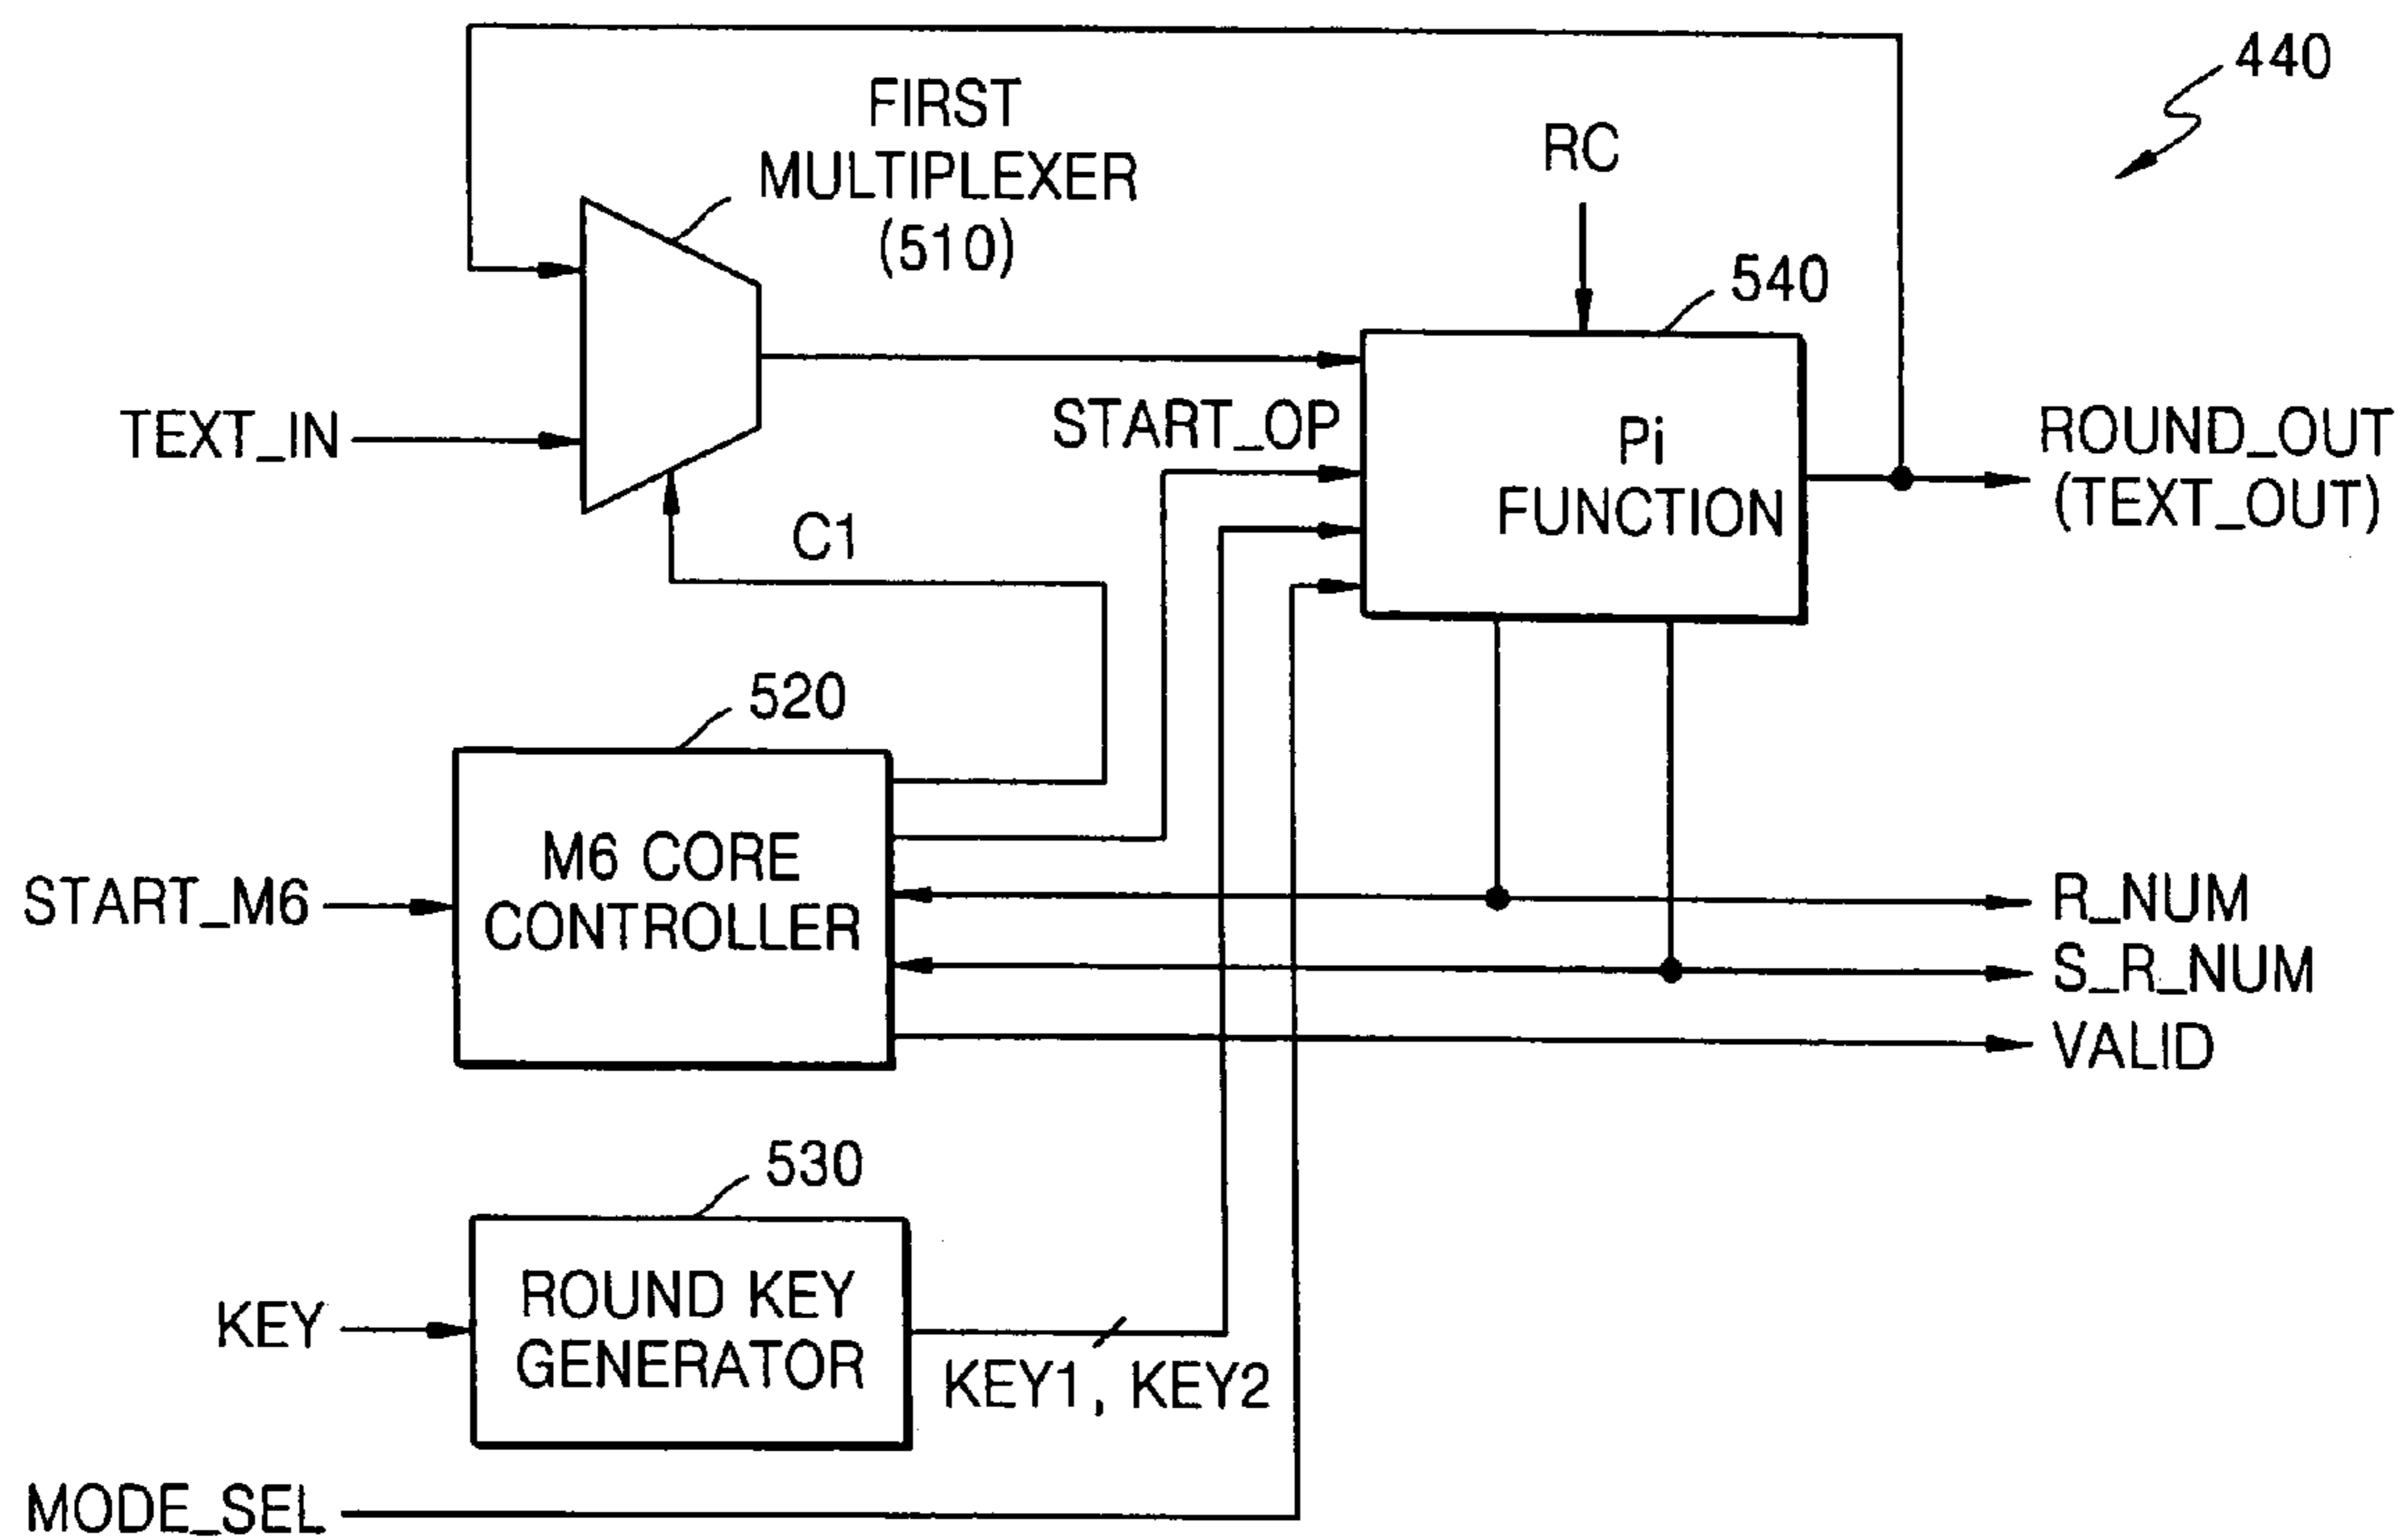 440
FIRST
MULTIPLEXER
(510)
RC
540
TEXT_IN
START_OP
Pi
FUNCTION
ROUND_OUT
(TEXT_OUT)
C1
520
M6 CORE
CONTROLLER
START_M6
R_NUM
S_R_NUM
VALID
530
ROUND KEY
GENERATOR
KEY
KEY1, KEY2
MODE_SEL